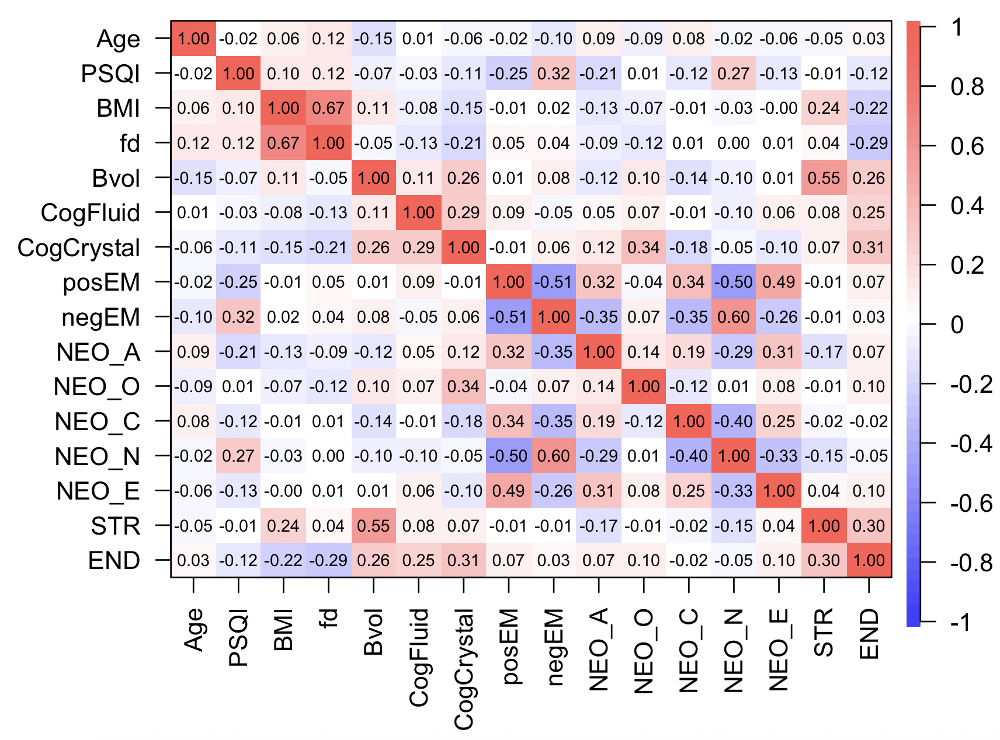 Age 1.00 -0.02 0.06 0.12 -0.15 0.01 -0.06 -0.02 -0.10 0.09 -0.09 0.08 -0.02 -0.06 -0.05 0.03
PSQI -0.02 1.00 0.10 0.12 -0.07 -0.03 -0.11 -0.25 0.32 -0.21 0.01 -0.12 0.27 -0.13 -0.01 -0.12
BMI 0.06 0.10 1.00 0.67 0.11 -0.08 -0.15 -0.01 0.02 -0.13 -0.07 -0.01 -0.03 -0.00 0.24 -0.22
fd 0.12 0.12 0.67 1.00 -0.05 -0.13 -0.21 0.05 0.04 -0.09 -0.12 0.01 0.00 0.01 0.04 -0.29
Bvol -0.15 -0.07 0.11 -0.05 1.00 0.11 0.26 0.01 0.08 -0.12 0.10 -0.14 -0.10 0.01 0.55 0.26
CogFluid 0.01 -0.03 -0.08 -0.13 0.11 1.00 0.29 0.09 -0.05 0.05 0.07 -0.01 -0.10 0.06 0.08 0.25
CogCrystal -0.06 -0.11 -0.15 -0.21 0.26 0.29 1.00 -0.01 0.06 0.12 0.34 -0.18 -0.05 -0.10 0.07 0.31
posEM -0.02 -0.25 -0.01 0.05 0.01 0.09 -0.01 1.00 -0.51 0.32 -0.04 0.34 -0.50 0.49 -0.01 0.07
negEM -0.10 0.32 0.02 0.04 0.08 -0.05 0.06 -0.51 1.00 -0.35 0.07 -0.35 0.60 -0.26 -0.01 0.03
NEO_A 0.09 -0.21 -0.13 -0.09 -0.12 0.05 0.12 0.32 -0.35 1.00 0.14 0.19 -0.29 0.31 -0.17 0.07
NEO_O -0.09 0.01 -0.07 -0.12 0.10 0.07 0.34 -0.04 0.07 0.14 1.00 -0.12 0.01 0.08 -0.01 0.10
NEO_C 0.08 -0.12 -0.01 0.01 -0.14 -0.01 -0.18 0.34 -0.35 0.19 -0.12 1.00 -0.40 0.25 -0.02 -0.02
NEO_N -0.02 0.27 -0.03 0.00 -0.10 -0.10 -0.05 -0.50 0.60 -0.29 0.01 -0.40 1.00 -0.33 -0.15 -0.05
NEO_E -0.06 -0.13 -0.00 0.01 0.01 0.06 -0.10 0.49 -0.26 0.31 0.08 0.25 -0.33 1.00 0.04 0.10
STR -0.05 -0.01 0.24 0.04 0.55 0.08 0.07 -0.01 -0.01 -0.17 -0.01 -0.02 -0.15 0.04 1.00 0.30
END 0.03 -0.12 -0.22 -0.29 0.26 0.25 0.31 0.07 0.03 0.07 0.10 -0.02 -0.05 0.10 0.30 1.00
Age PSQI BMI fd Bvol CogFluid CogCrystal posEM negEM NEO_A NEO_O NEO_C NEO_N NEO_E STR END
1
0.8
0.6
0.4
0.2
0
-0.2
-0.4
-0.6
-0.8
-1